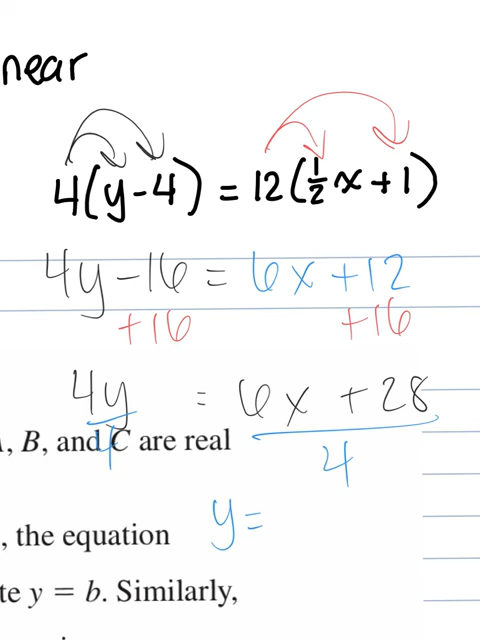 near
4(y-4) = 12(1/2x+1)
4y-16 = 6x+12
+16 +16
4y = 6x+28
, B, and C are real
4 4
y=
, the equation
te y = b. Similarly,